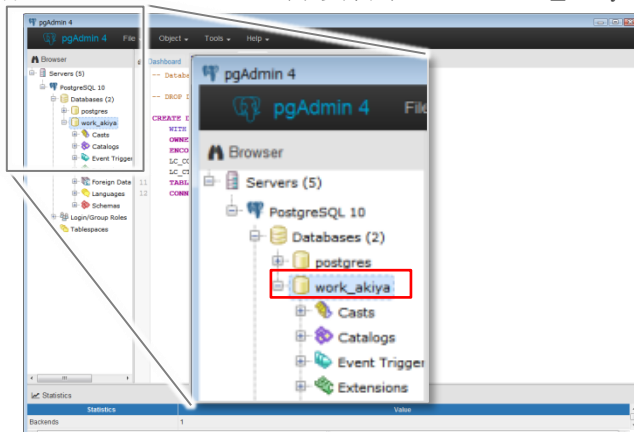 pgAdmin 4
pgAdmin 4 File Object Tools Help
Browser
Servers (5)
PostgreSQL 10
Databases (2)
postgres
work_akiya
Casts
Catalogs
Event Trigger
Foreign Data
Languages
Schemas
Login/Group Roles
Tablespaces
Dashboard
-- Databa
-- DROP D
CREATE D
WITH
OWNE
ENCO
LC_CO
LC_CT
11 TABL
12 CONN
pgAdmin 4
pgAdmin 4 File
Browser
Servers (5)
PostgreSQL 10
Databases (2)
postgres
work_akiya
Casts
Catalogs
Event Trigger
Extensions
Statistics
Statistics Value
Backends 1